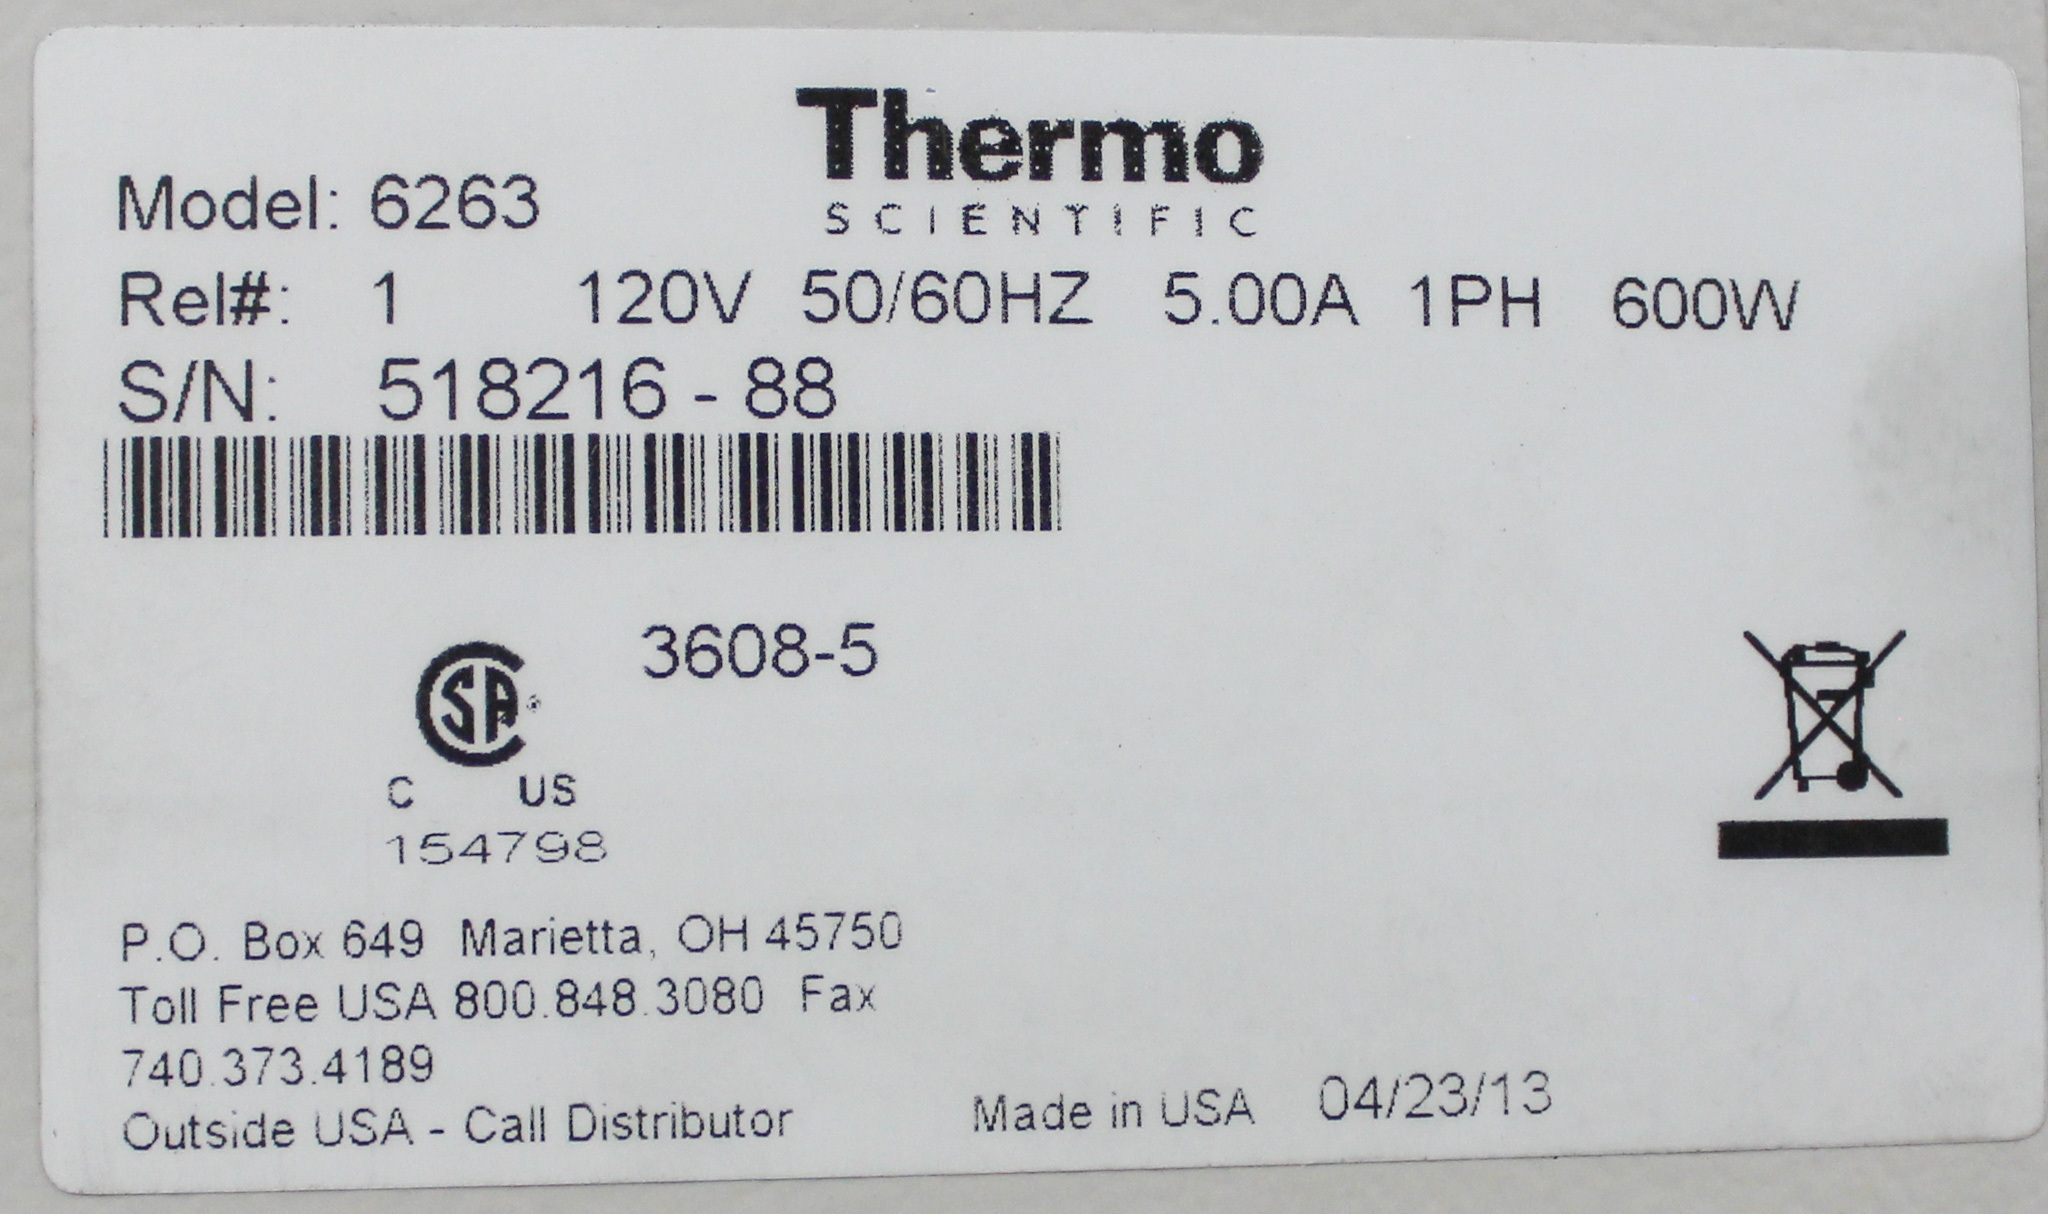 Thermo
SCIENTIFIC
Model: 6263
Rel#: 1 120V 50/60HZ 5.00A 1PH 600W
S/N: 518216 - 88
3608-5
CSA®
C US
154798
P.O. Box 649 Marietta, OH 45750
Toll Free USA 800.848.3080 Fax
740.373.4189
Outside USA - Call Distributor
Made in USA 04/23/13